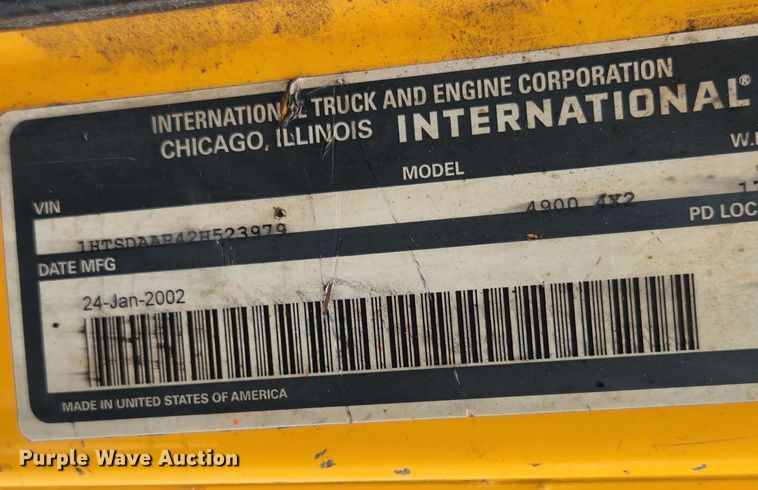 INTERNATIONAL TRUCK AND ENGINE CORPORATION
CHICAGO, ILLINOIS INTERNATIONAL®
VIN MODEL
1HTSDAAR42H523979 4900 4X2
DATE MFG PD LOC
24-Jan-2002
MADE IN UNITED STATES OF AMERICA
Purple Wave Auction